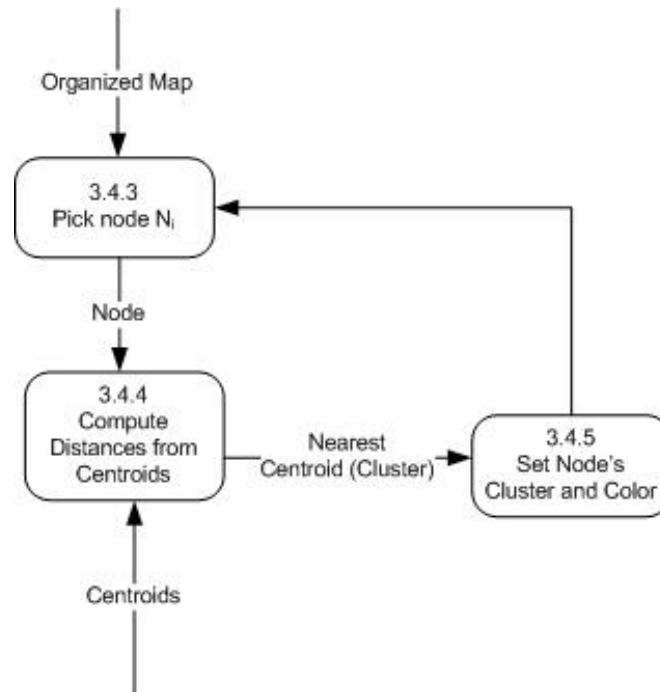 Organized Map
3.4.3
Pick node Ni
Node
3.4.4
Compute
Distances from
Centroids
Nearest
Centroid (Cluster)
3.4.5
Set Node's
Cluster and Color
Centroids